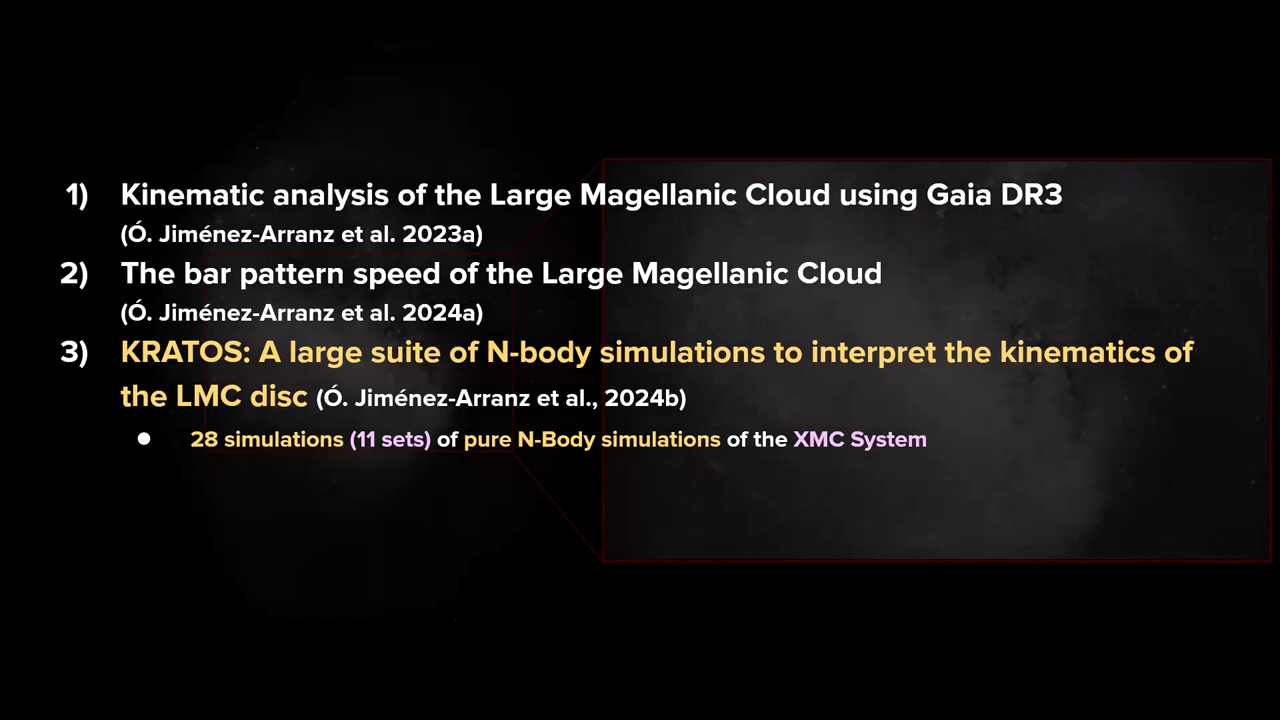 1) Kinematic analysis of the Large Magellanic Cloud using Gaia DR3
(Ó. Jiménez-Arranz et al. 2023a)
2) The bar pattern speed of the Large Magellanic Cloud
(Ó. Jiménez-Arranz et al. 2024a)
3) KRATOS: A large suite of N-body simulations to interpret the kinematics of
the LMC disc (Ó. Jiménez-Arranz et al., 2024b)
● 28 simulations (11 sets) of pure N-Body simulations of the XMC System